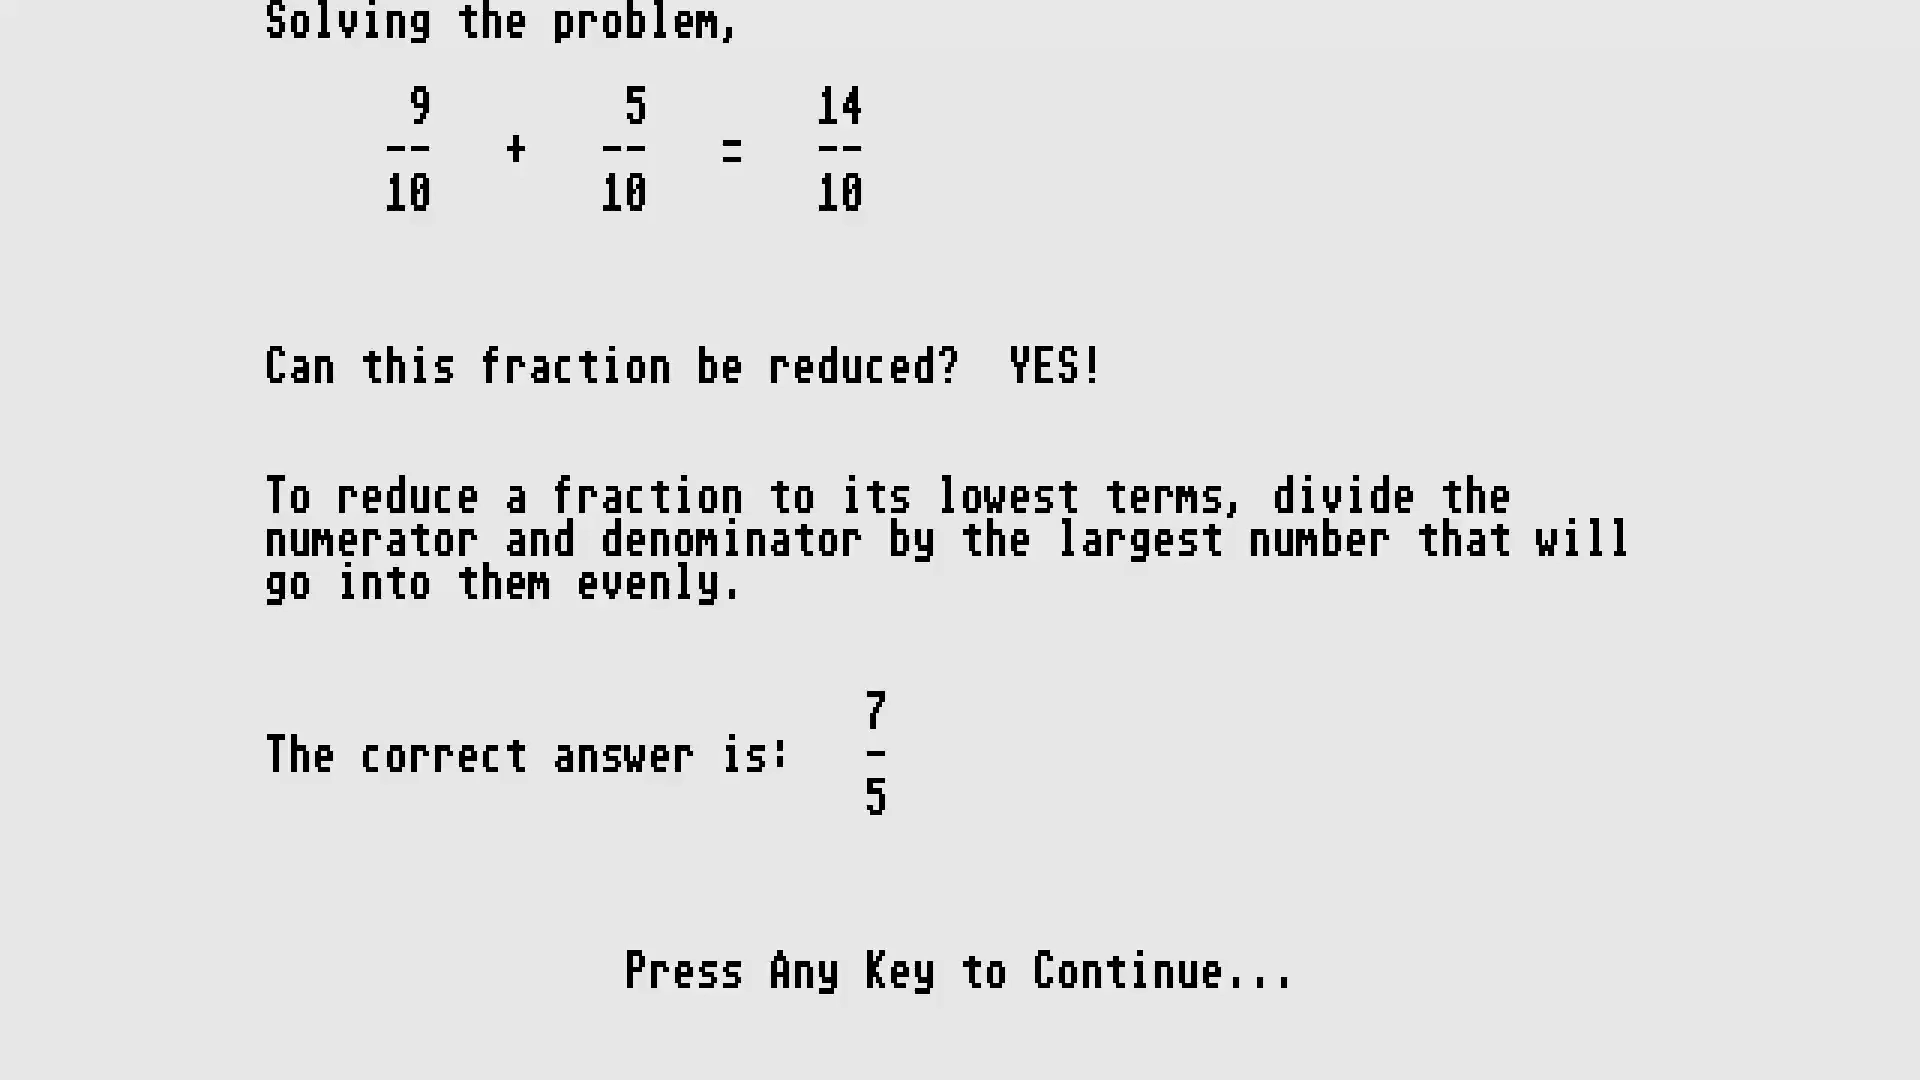 Solving the problem,
9 5 14
-- + -- = --
10 10 10
Can this fraction be reduced? YES!
To reduce a fraction to its lowest terms, divide the
numerator and denominator by the largest number that will
go into them evenly.
7
The correct answer is: -
5
Press Any Key to Continue...